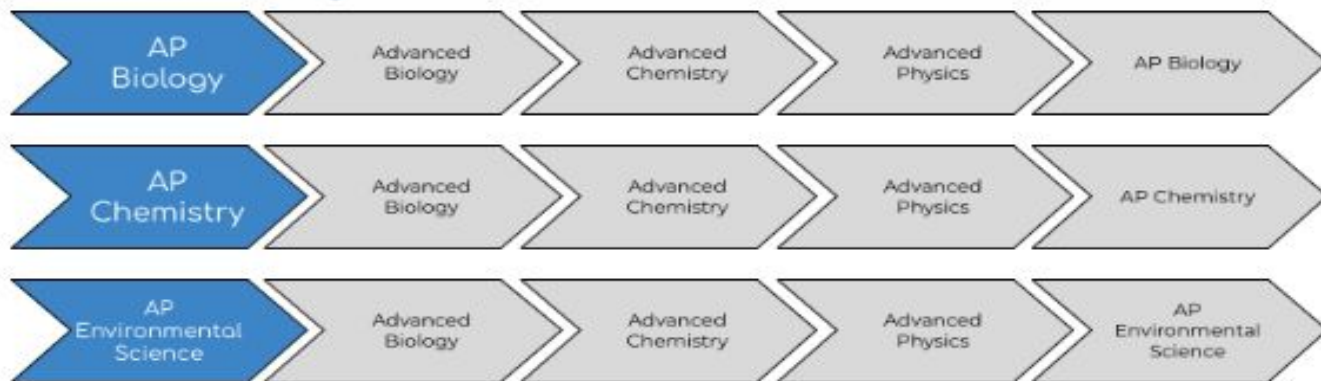 AP
Biology
Advanced
Biology
Advanced
Chemistry
Advanced
Physics
AP Biology
AP
Chemistry
Advanced
Biology
Advanced
Chemistry
Advanced
Physics
AP Chemistry
AP
Environmental
Science
Advanced
Biology
Advanced
Chemistry
Advanced
Physics
AP
Environmental
Science